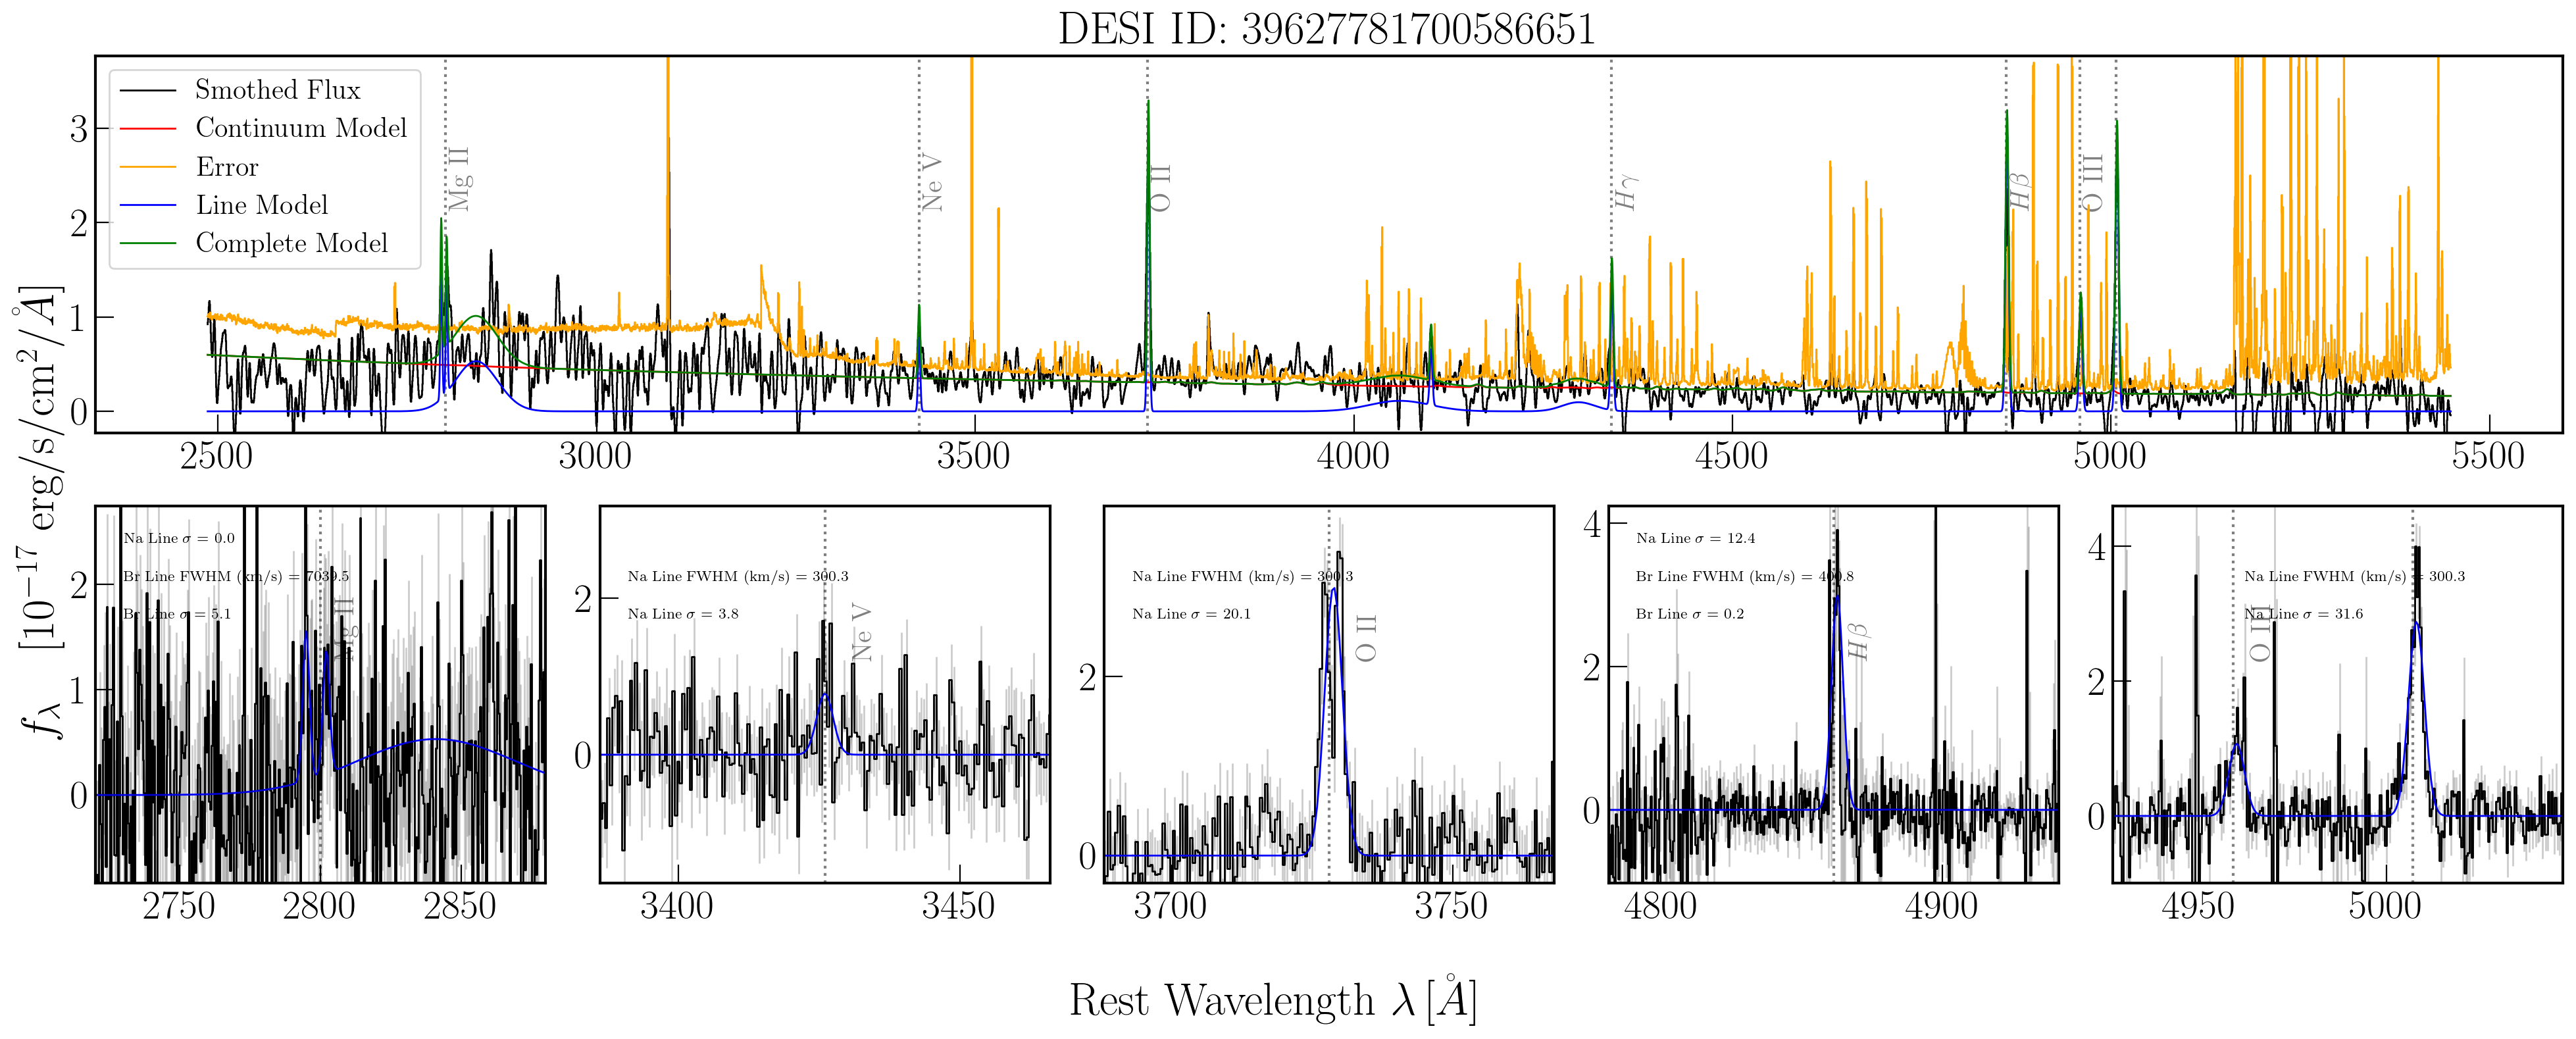 DESI ID: 39627781700586651
Smothed Flux
Continuum Model
Error
Line Model
Complete Model
Mg II
Ne V
O II
Hγ
Hβ
O III
3
2
1
0
2500 3000 3500 4000 4500 5000 5500
f_λ [10⁻¹⁷ erg/s/cm²/Å]
Na Line σ = 0.0
Br Line FWHM (km/s) = 7039.5
Br Line σ = 5.1
Mg II
2
1
0
2750 2800 2850
Na Line FWHM (km/s) = 300.3
Na Line σ = 3.8
Ne V
2
0
3400 3450
Na Line FWHM (km/s) = 300.3
Na Line σ = 20.1
O II
2
0
3700 3750
Na Line σ = 12.4
Br Line FWHM (km/s) = 400.8
Br Line σ = 0.2
Hβ
4
2
0
4800 4900
Na Line FWHM (km/s) = 300.3
Na Line σ = 31.6
O III
4
2
0
4950 5000
Rest Wavelength λ [Å]